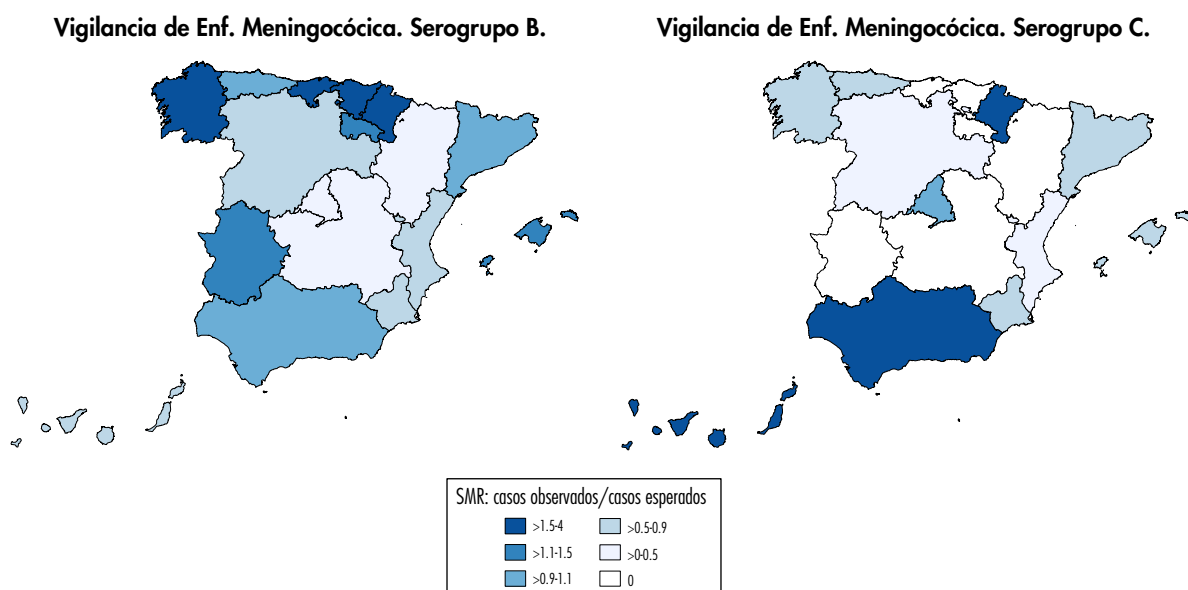 Vigilancia de Enf. Meningocócica. Serogrupo B.
Vigilancia de Enf. Meningocócica. Serogrupo C.
SMR: casos observados/casos esperados
>1.5-4
>1.1-1.5
>0.9-1.1
>0.5-0.9
>0-0.5
0